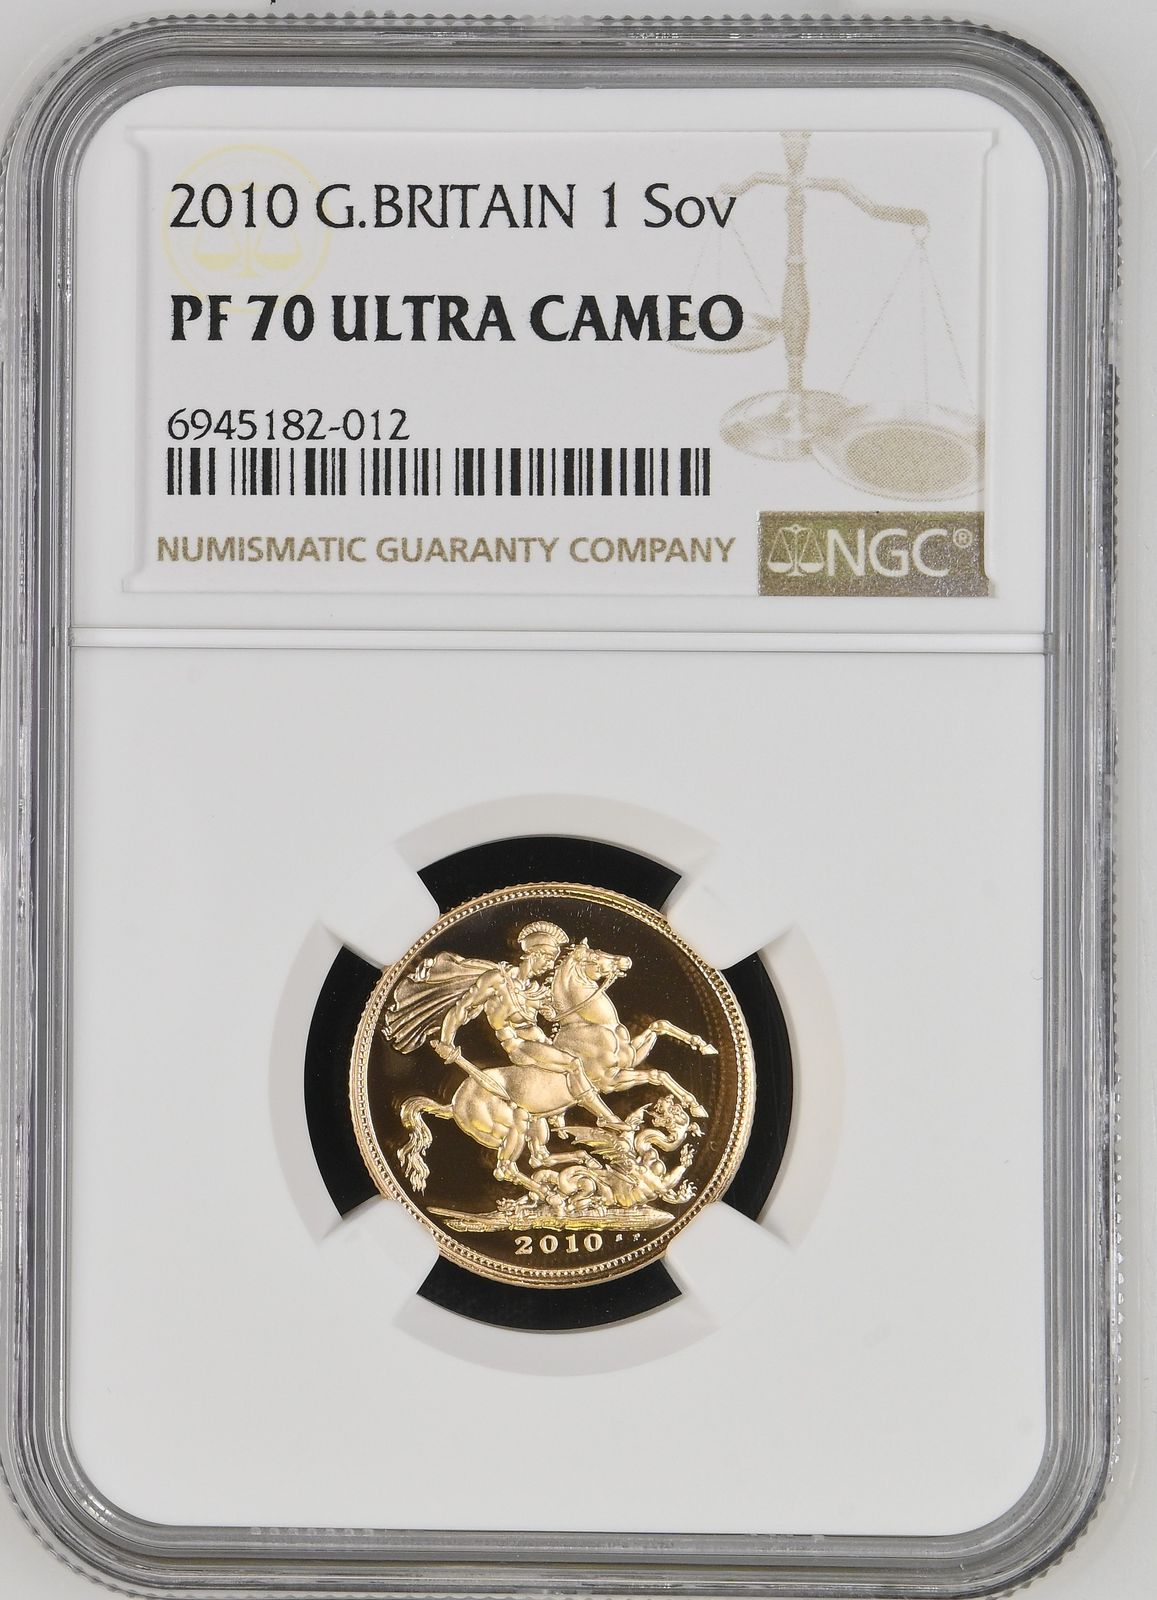 2010 G.BRITAIN 1 Sov
PF 70 ULTRA CAMEO
6945182-012
NUMISMATIC GUARANTY COMPANY
NGC®
2010